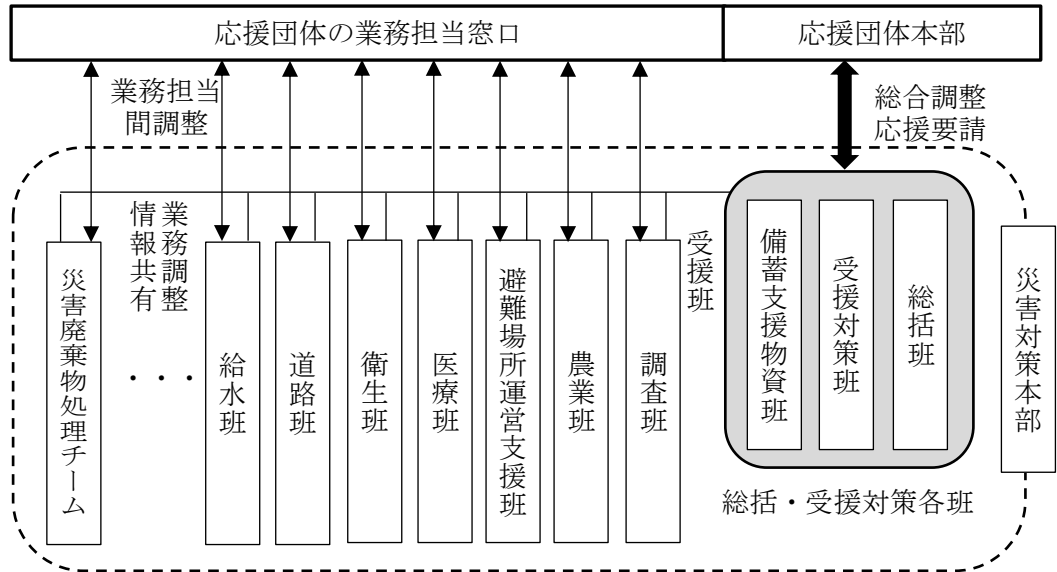 応援団体の業務担当窓口
応援団体本部
業務担当
間調整
総合調整
応援要請
業務調整
情報共有
受援班
災害廃棄物処理チーム
・・・
給水班
道路班
衛生班
医療班
避難場所運営支援班
農業班
調査班
備蓄支援物資班
受援対策班
総括班
災害対策本部
総括・受援対策各班